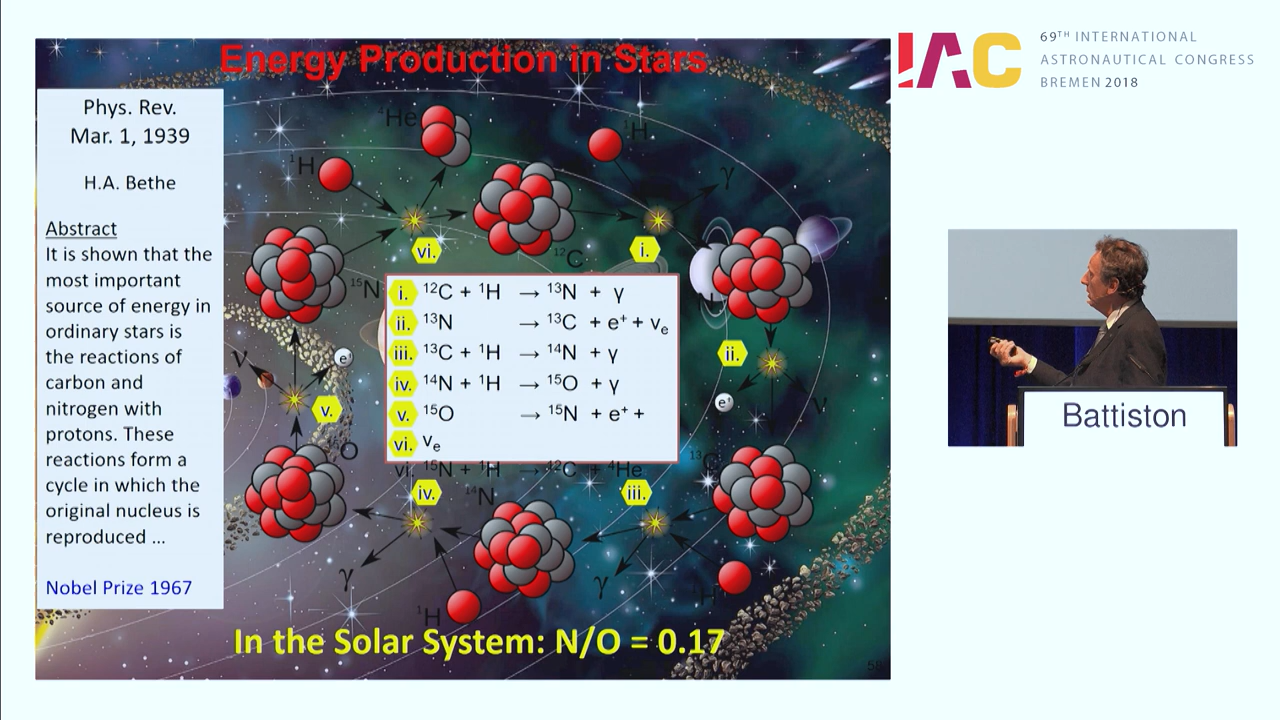 Energy Production in Stars
Phys. Rev.
Mar. 1, 1939
H.A. Bethe
Abstract
It is shown that the
most important
source of energy in
ordinary stars is
the reactions of
carbon and
nitrogen with
protons. These
reactions form a
cycle in which the
original nucleus is
reproduced ...
Nobel Prize 1967
⁴He
¹H
¹H
γ
vi.
i.
¹²C
¹⁵N
i. ¹²C + ¹H → ¹³N + γ
ii. ¹³N → ¹³C + e⁺ + νₑ
iii. ¹³C + ¹H → ¹⁴N + γ
iv. ¹⁴N + ¹H → ¹⁵O + γ
v. ¹⁵O → ¹⁵N + e⁺ +
vi. νₑ
vi. ¹⁵N + ¹H → ¹²C + ⁴He
ν
e⁺
v.
ii.
e⁺
ν
O
¹³C
iv.
¹⁴N
iii.
γ
γ
¹H
H
In the Solar System: N/O = 0.17
IAC
69TH INTERNATIONAL
ASTRONAUTICAL CONGRESS
BREMEN 2018
Battiston